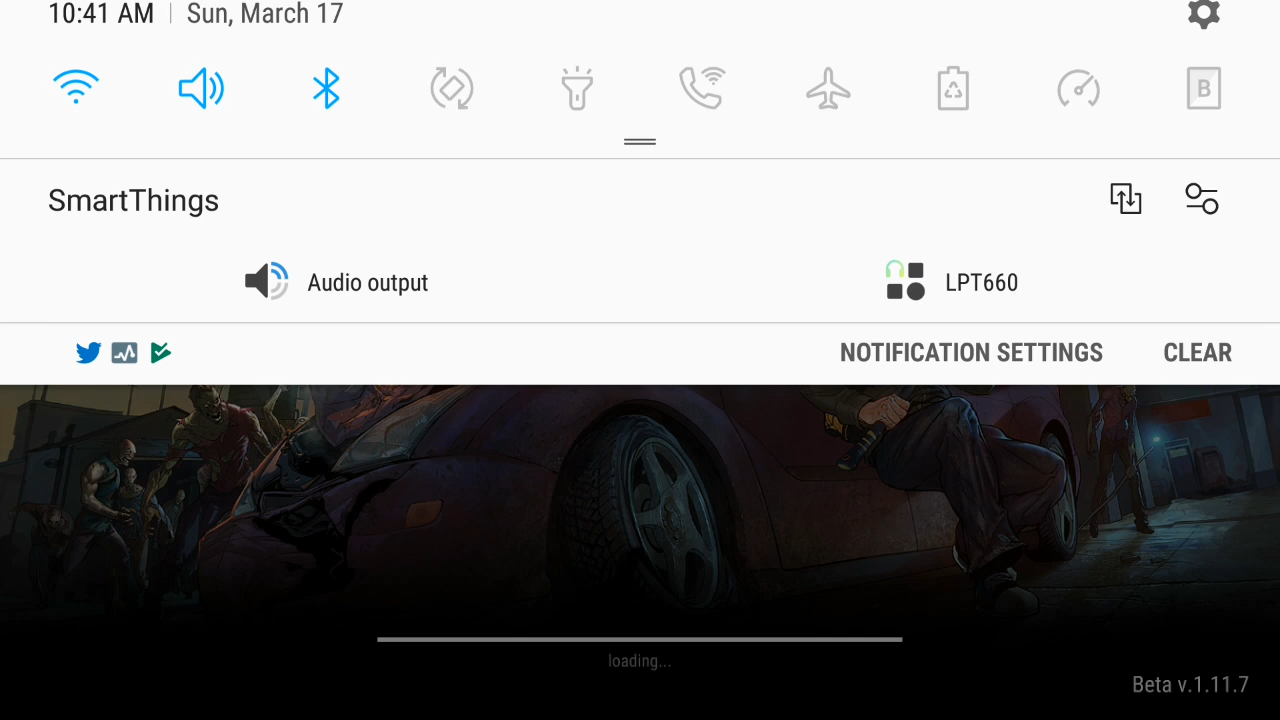 10:41 AM | Sun, March 17
B
SmartThings
Audio output
LPT660
NOTIFICATION SETTINGS
CLEAR
loading...
Beta v.1.11.7